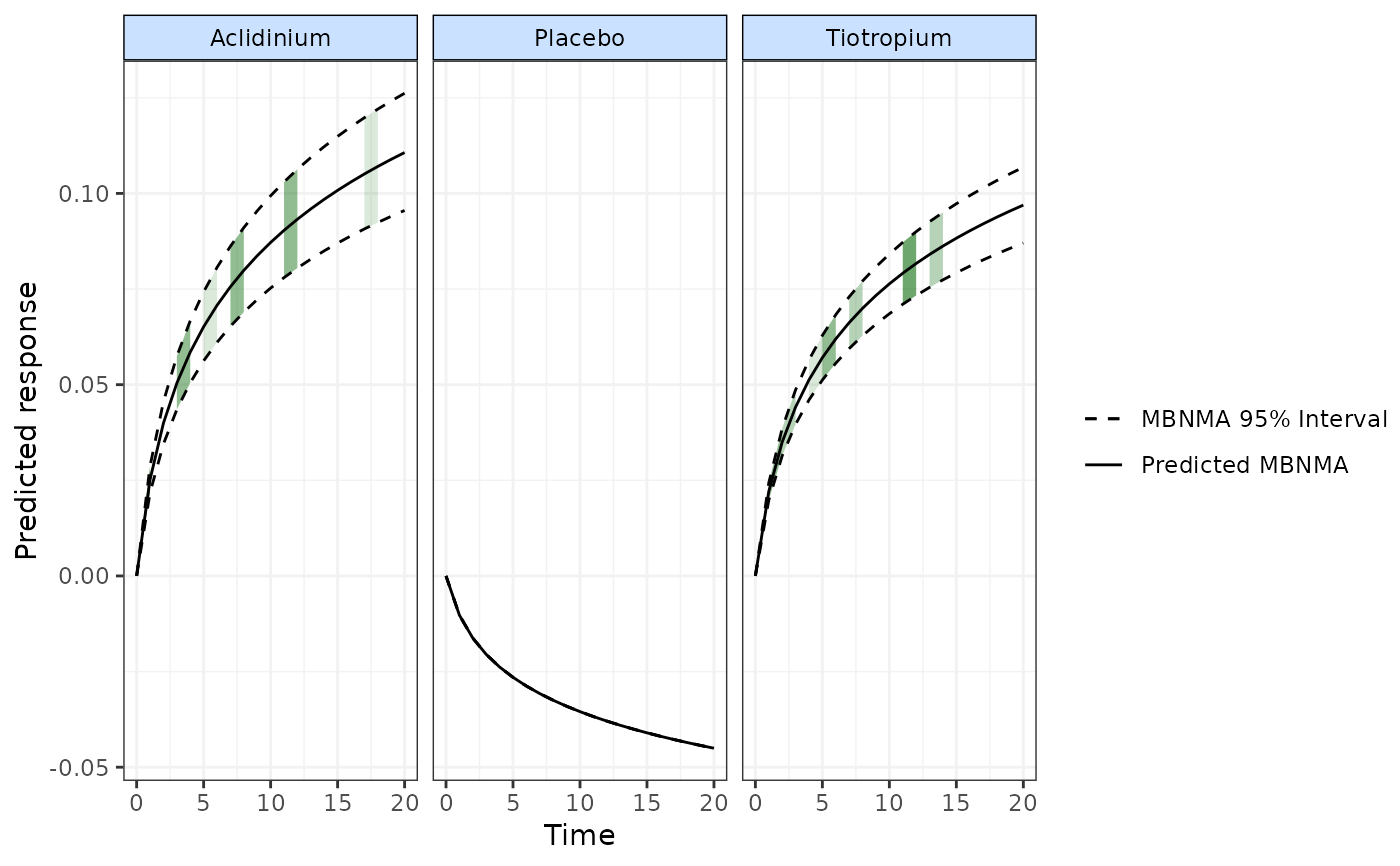 Aclidinium Placebo Tiotropium
Predicted response
0.10
0.05
0.00
-0.05
0 5 10 15 20 0 5 10 15 20 0 5 10 15 20
Time
MBNMA 95% Interval
Predicted MBNMA